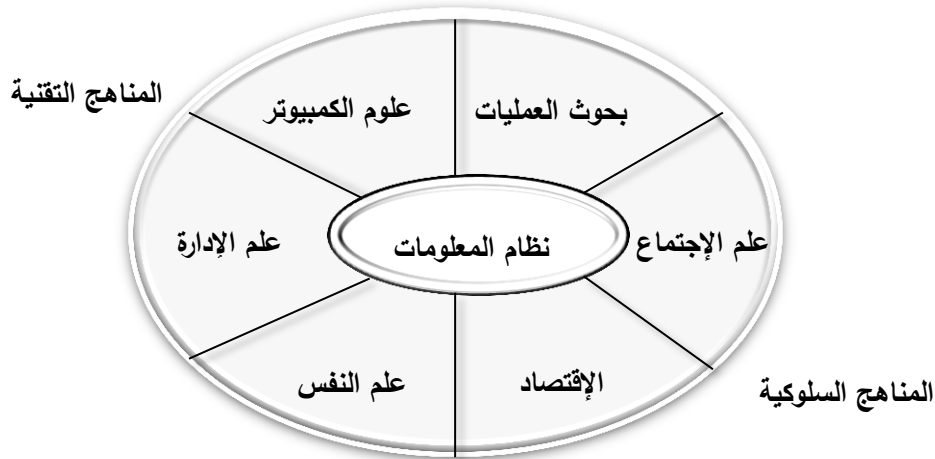 المناهج التقنية
بحوث العمليات
علوم الكمبيوتر
علم الإجتماع
نظام المعلومات
علم الإدارة
الإقتصاد
علم النفس
المناهج السلوكية